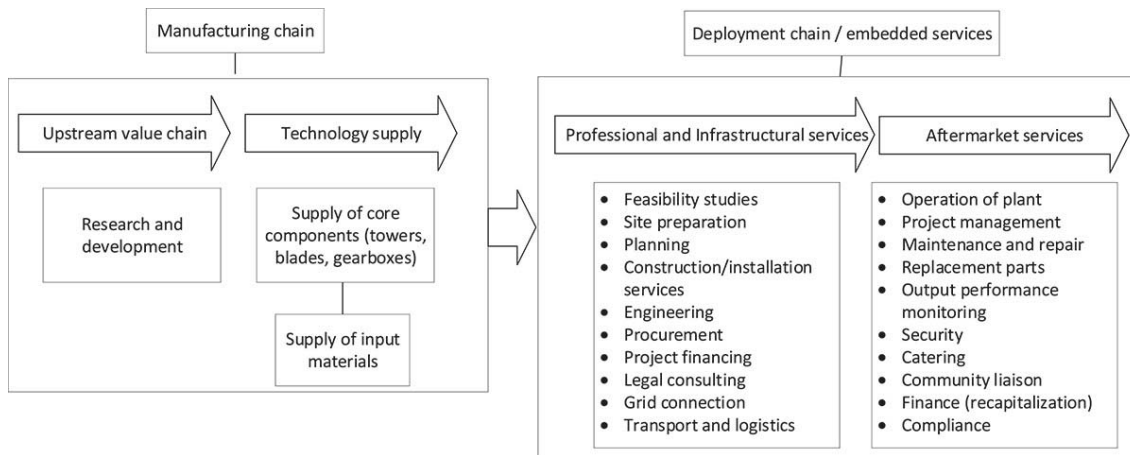 Manufacturing chain
Deployment chain / embedded services
Upstream value chain
Technology supply
Research and
development
Supply of core
components (towers,
blades, gearboxes)
Supply of input
materials
Professional and Infrastructural services
Aftermarket services
• Feasibility studies
• Site preparation
• Planning
• Construction/installation
services
• Engineering
• Procurement
• Project financing
• Legal consulting
• Grid connection
• Transport and logistics
• Operation of plant
• Project management
• Maintenance and repair
• Replacement parts
• Output performance
monitoring
• Security
• Catering
• Community liaison
• Finance (recapitalization)
• Compliance